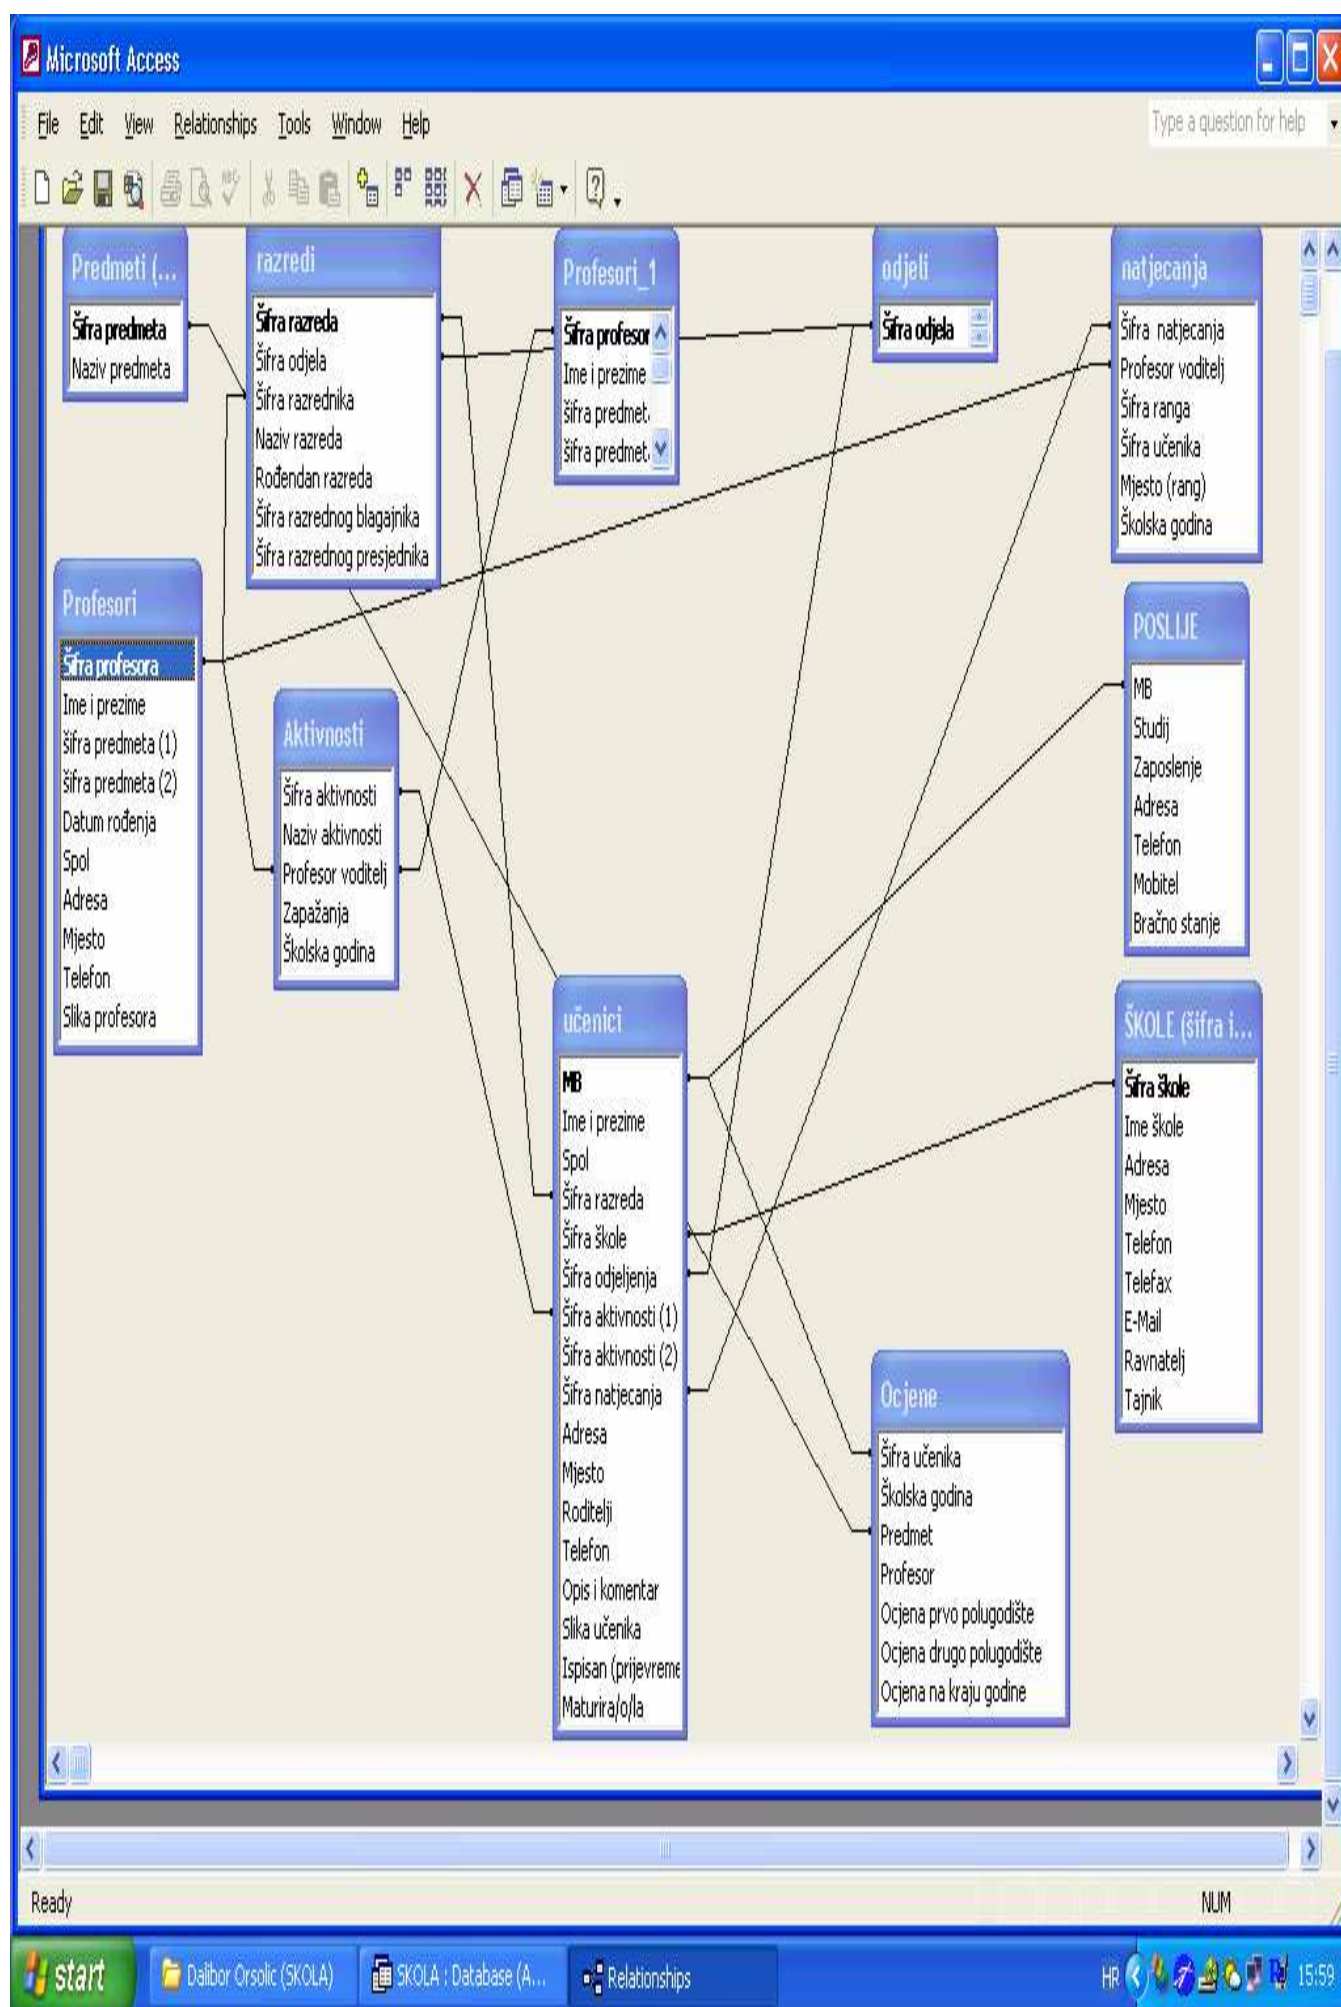 Microsoft Access
File Edit View Relationships Tools Window Help
Type a question for help
Predmeti (...
Šifra predmeta
Naziv predmeta
razredi
Šifra razreda
Šifra odjela
Šifra razrednika
Naziv razreda
Rođendan razreda
Šifra razrednog blagajnika
Šifra razrednog presjednika
Profesori_1
Šifra profesor
Ime i prezime
šifra predmet
šifra predmet
odjeli
Šifra odjela
natjecanja
Šifra natjecanja
Profesor voditelj
Šifra ranga
Šifra učenika
Mjesto (rang)
Školska godina
Profesori
Šifra profesora
Ime i prezime
šifra predmeta (1)
šifra predmeta (2)
Datum rođenja
Spol
Adresa
Mjesto
Telefon
Slika profesora
Aktivnosti
Šifra aktivnosti
Naziv aktivnosti
Profesor voditelj
Zapažanja
Školska godina
POSLIJE
MB
Studij
Zaposlenje
Adresa
Telefon
Mobitel
Bračno stanje
učenici
MB
Ime i prezime
Spol
Šifra razreda
Šifra škole
Šifra odjeljenja
Šifra aktivnosti (1)
Šifra aktivnosti (2)
Šifra natjecanja
Adresa
Mjesto
Roditelji
Telefon
Opis i komentar
Slika učenika
Ispisan (prijevreme
Maturira/o/la
ŠKOLE (šifra i...
Šifra škole
Ime škole
Adresa
Mjesto
Telefon
Telefax
E-Mail
Ravnatelj
Tajnik
Ocjene
Šifra učenika
Školska godina
Predmet
Profesor
Ocjena prvo polugodište
Ocjena drugo polugodište
Ocjena na kraju godine
Ready
NUM
start
Dalibor Orsolic (SKOLA)
SKOLA : Database (A...
Relationships
HR
15:59